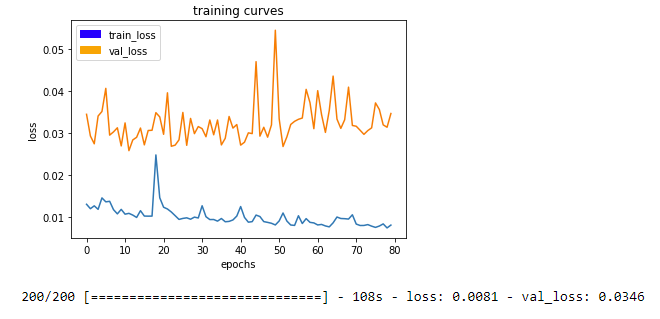 training curves
train_loss
val_loss
loss
0.05
0.04
0.03
0.02
0.01
0 10 20 30 40 50 60 70 80
epochs
200/200 [==============================] - 108s - loss: 0.0081 - val_loss: 0.0346